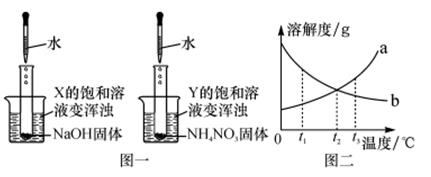 水
X的饱和溶
液变浑浊
NaOH固体
水
Y的饱和溶
液变浑浊
NH₄NO₃固体
图一
溶解度/g
a
b
0
t₁
t₂
t₃
温度/℃
图二